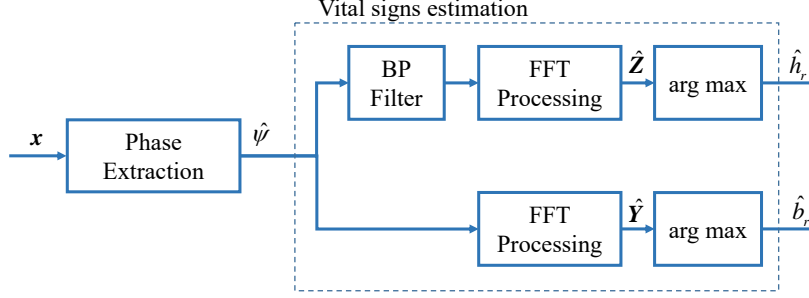 Vital signs estimation
BP
Filter
FFT
Processing
Ẑ
arg max
ĥᵣ
x
Phase
Extraction
ψ̂
FFT
Processing
Ŷ
arg max
b̂ᵣ